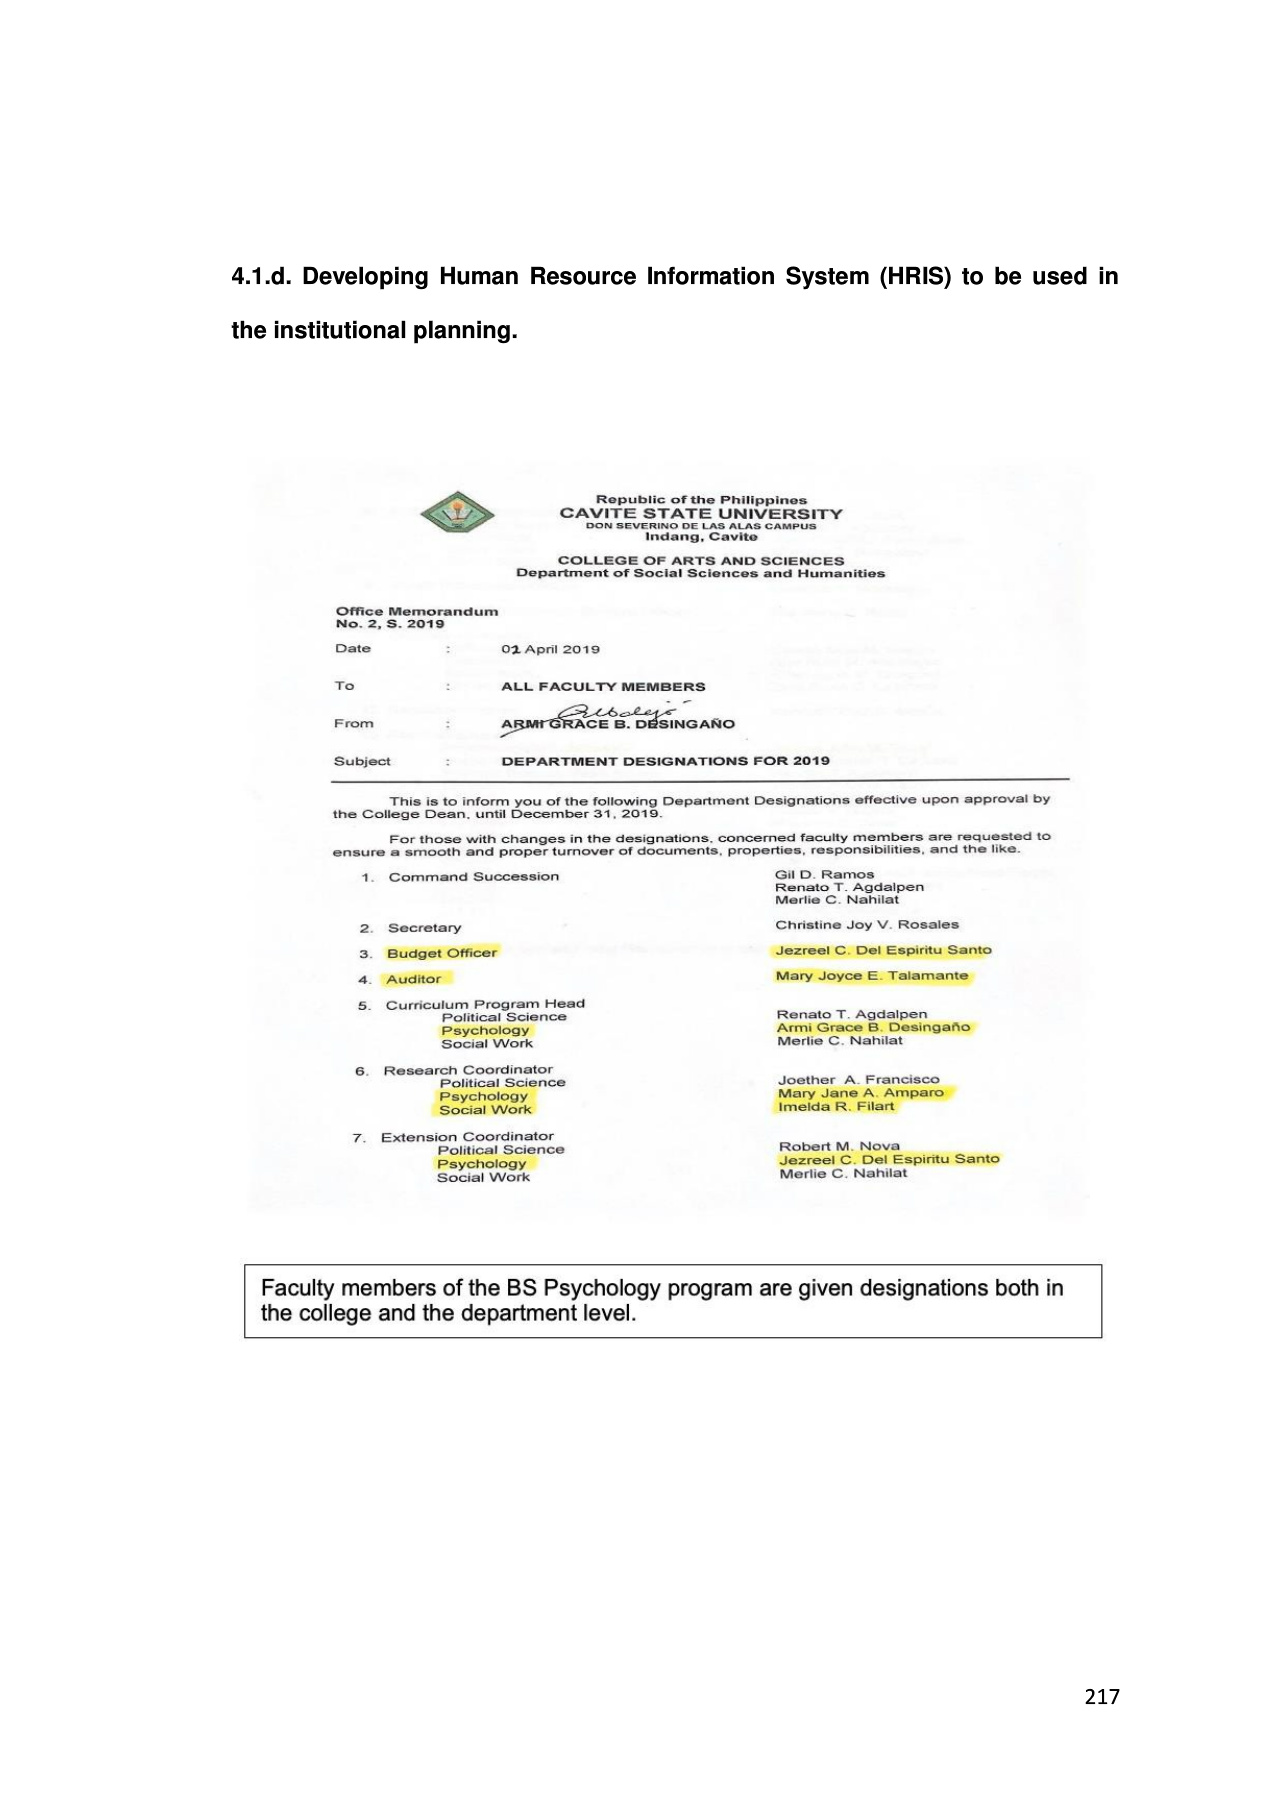 4.1.d. Developing Human Resource Information System (HRIS) to be used in
the institutional planning.
Republic of the Philippines
CAVITE STATE UNIVERSITY
DON SEVERINO DE LAS ALAS CAMPUS
Indang, Cavite
COLLEGE OF ARTS AND SCIENCES
Department of Social Sciences and Humanities
Office Memorandum
No. 2, S. 2019
Date : April 2019
To : ALL FACULTY MEMBERS
From : ARMI GRACE B. DESINGAÑO
Subject : DEPARTMENT DESIGNATIONS FOR 2019
This is to inform you of the following Department Designations effective upon approval by
the College Dean, until December 31, 2019.
For those with changes in the designations, concerned faculty members are requested to
ensure a smooth and proper turnover of documents, properties, responsibilities, and the like.
1. Command Succession Gil D. Ramos
Renato T. Agdalpen
Merlie C. Nahilat
2. Secretary Christine Joy V. Rosales
3. Budget Officer Jezreel C. Del Espiritu Santo
4. Auditor Mary Joyce E. Talamante
5. Curriculum Program Head
Political Science Renato T. Agdalpen
Psychology Armi Grace B. Desingaño
Social Work Merlie C. Nahilat
6. Research Coordinator
Political Science Joether A. Francisco
Psychology Mary Jane A. Amparo
Social Work Imelda R. Filart
7. Extension Coordinator
Political Science Robert M. Nova
Psychology Jezreel C. Del Espiritu Santo
Social Work Merlie C. Nahilat
Faculty members of the BS Psychology program are given designations both in
the college and the department level.
217